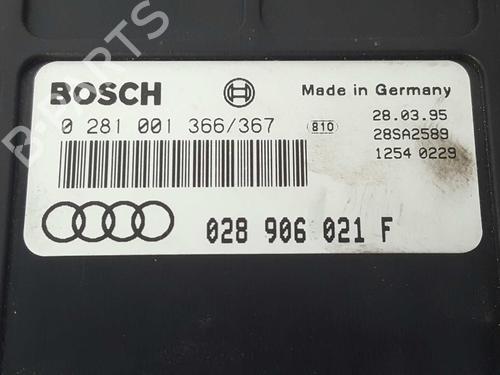 BOSCH
Made in Germany
0 281 001 366/367
810
28.03.95
28SA2589
1254 0229
028 906 021 F